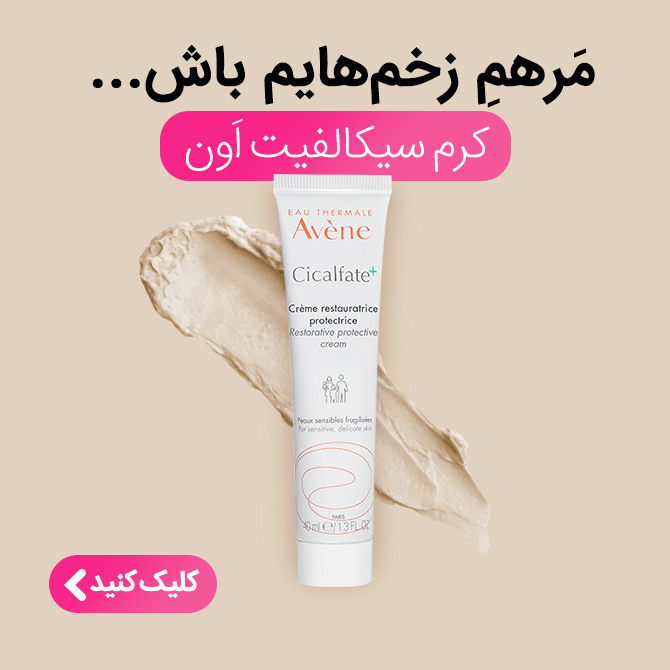 مَرهمِ زخم‌هایم باش...
کرم سیکالفیت اَون
EAU THERMALE
Avène
Cicalfate+
Crème restauratrice
protectrice
Restorative protective
cream
Peaux sensibles fragilisées
For sensitive, delicate skin
PARIS
40 ml e/1.3 FL.OZ
کلیک کنید